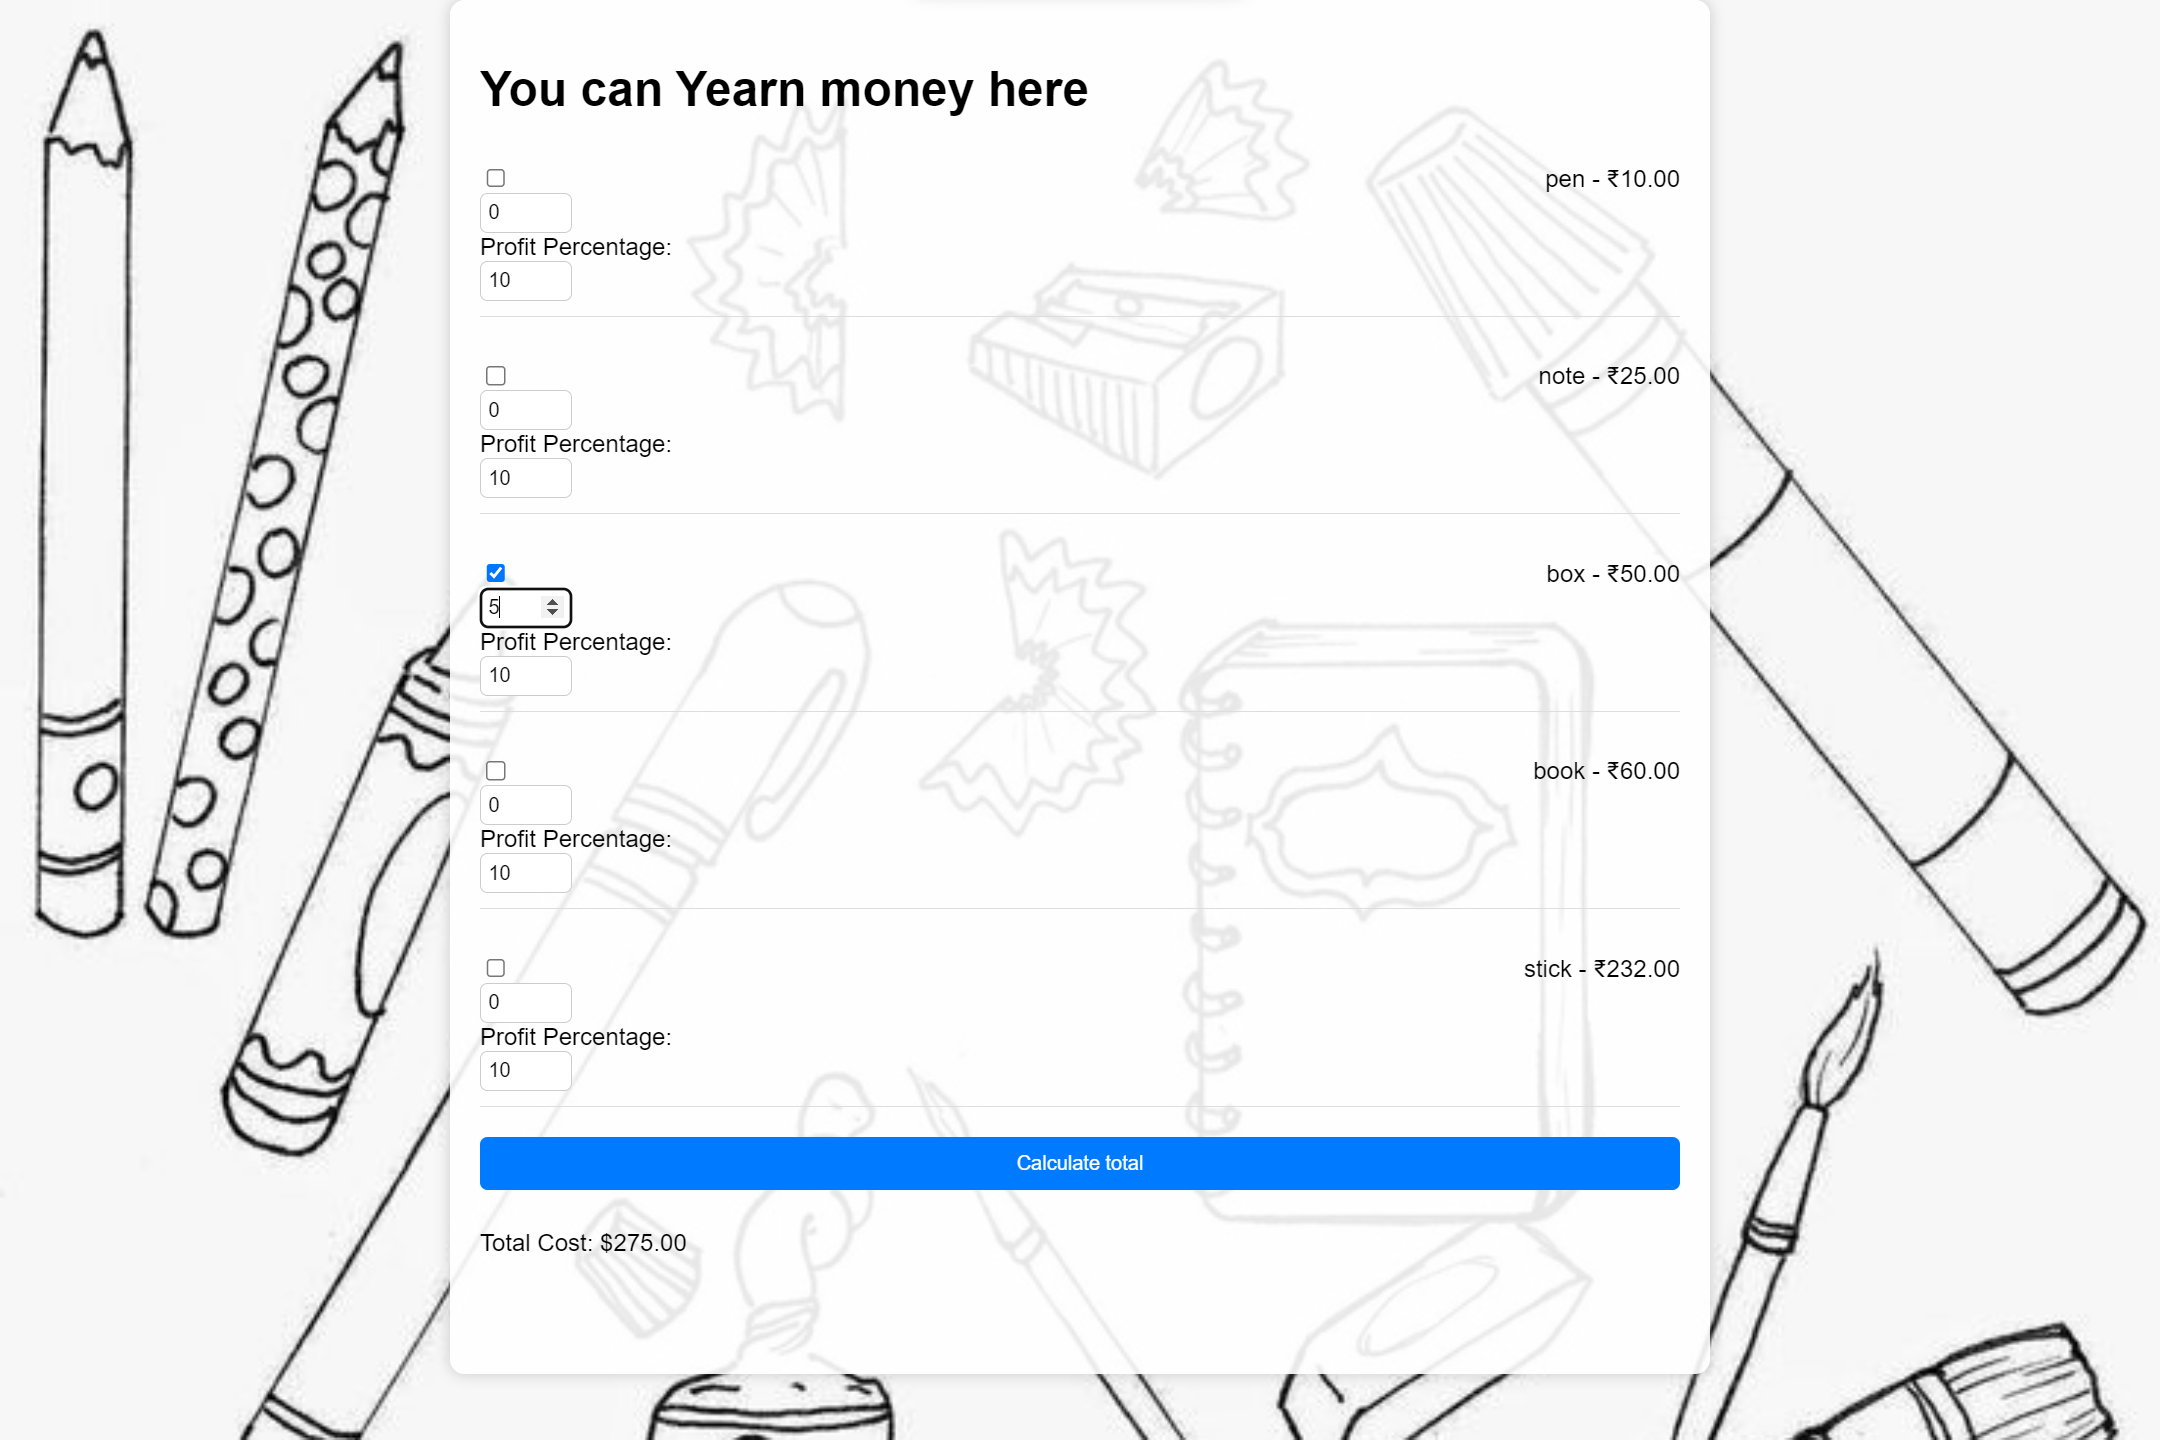 You can Yearn money here
pen - ₹10.00
0
Profit Percentage:
10
note - ₹25.00
0
Profit Percentage:
10
box - ₹50.00
5
Profit Percentage:
10
book - ₹60.00
0
Profit Percentage:
10
stick - ₹232.00
0
Profit Percentage:
10
Calculate total
Total Cost: $275.00